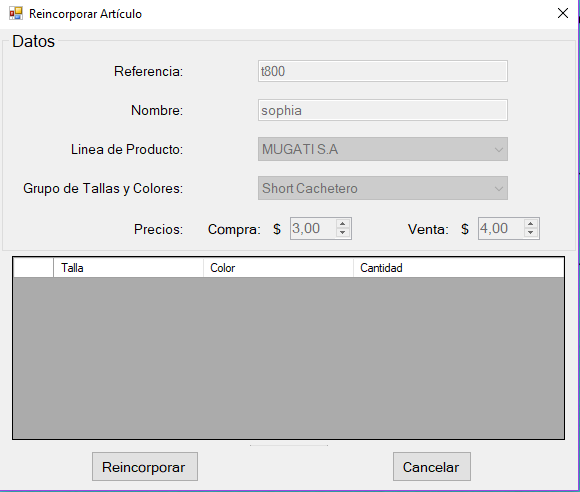 Reincorporar Artículo
Datos
Referencia: t800
Nombre: sophia
Linea de Producto: MUGATI S.A
Grupo de Tallas y Colores: Short Cachetero
Precios: Compra: $ 3,00 Venta: $ 4,00
Talla Color Cantidad
Reincorporar Cancelar